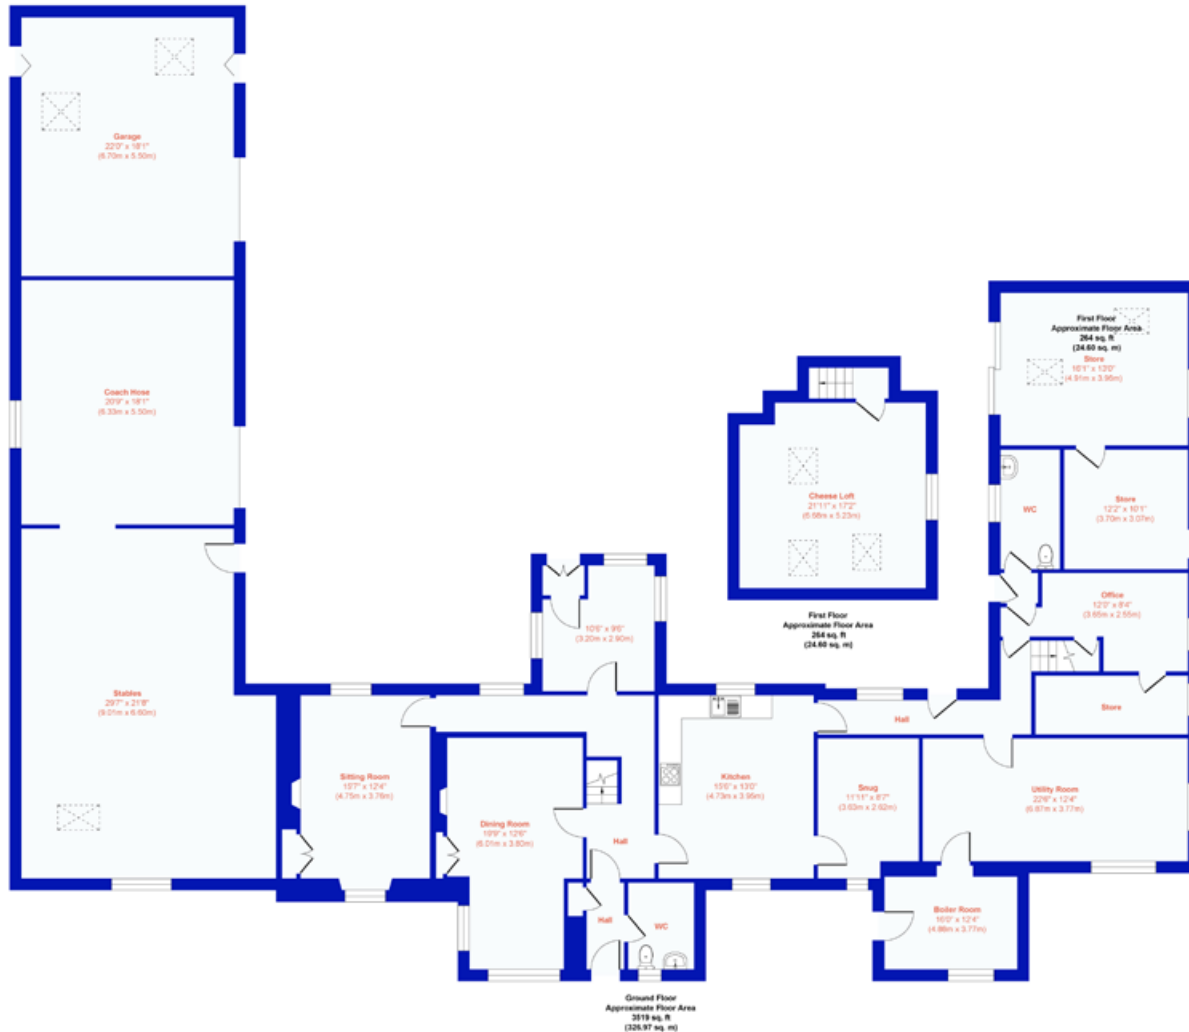 Garage
22'0" x 18'1"
(6.70m x 5.50m)
Coach Hose
20'9" x 18'1"
(6.33m x 5.50m)
Stables
29'7" x 21'8"
(9.01m x 6.60m)
Sitting Room
15'7" x 12'4"
(4.75m x 3.76m)
Dining Room
19'9" x 12'6"
(6.01m x 3.80m)
10'6" x 9'6"
(3.20m x 2.90m)
Hall
Hall
WC
Kitchen
15'6" x 13'0"
(4.73m x 3.95m)
Ground Floor
Approximate Floor Area
3519 sq. ft
(326.97 sq. m)
Cheese Loft
21'11" x 17'2"
(6.68m x 5.23m)
First Floor
Approximate Floor Area
264 sq. ft
(24.60 sq. m)
First Floor
Approximate Floor Area
264 sq. ft
(24.60 sq. m)
Store
16'1" x 13'0"
(4.91m x 3.95m)
WC
Store
12'2" x 10'1"
(3.70m x 3.07m)
Office
12'0" x 8'4"
(3.65m x 2.55m)
Store
Hall
Snug
11'11" x 8'7"
(3.63m x 2.62m)
Utility Room
22'6" x 12'4"
(6.87m x 3.77m)
Boiler Room
16'0" x 12'4"
(4.88m x 3.77m)